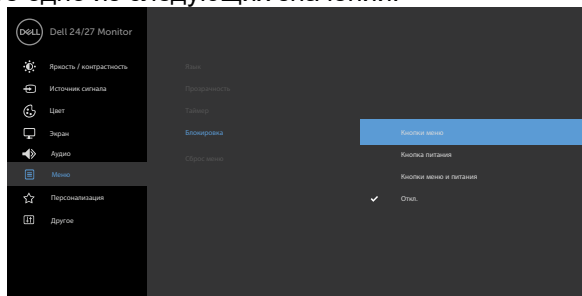 о одно из следующих значений.
DELL Dell 24/27 Monitor
Яркость / контрастность
Источник сигнала
Цвет
Экран
Аудио
Меню
Персонализация
Другое
Язык
Прозрачность
Таймер
Блокировка
Сброс меню
Кнопки меню
Кнопка питания
Кнопки меню и питания
Откл.